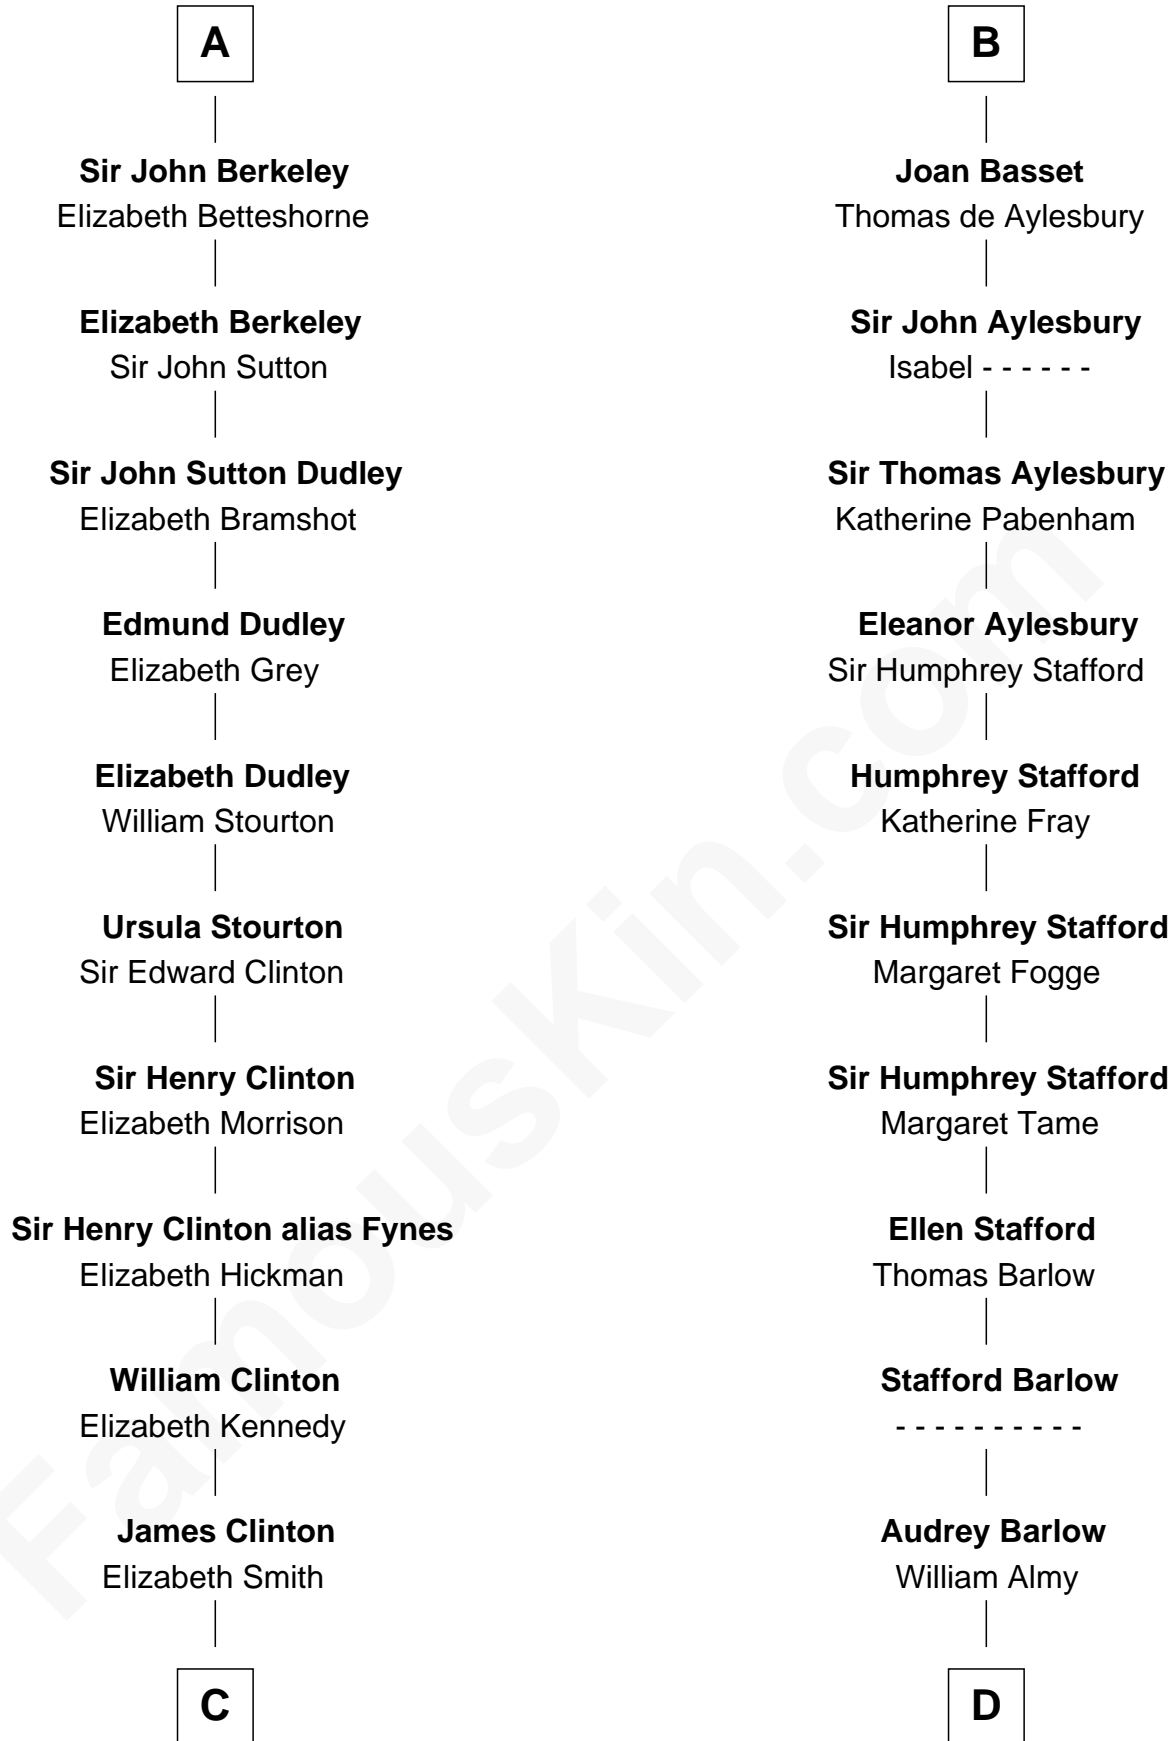 A
Sir John Berkeley
Elizabeth Betteshorne
Elizabeth Berkeley
Sir John Sutton
Sir John Sutton Dudley
Elizabeth Bramshot
Edmund Dudley
Elizabeth Grey
Elizabeth Dudley
William Stourton
Ursula Stourton
Sir Edward Clinton
Sir Henry Clinton
Elizabeth Morrison
Sir Henry Clinton alias Fynes
Elizabeth Hickman
William Clinton
Elizabeth Kennedy
James Clinton
Elizabeth Smith
C
B
Joan Basset
Thomas de Aylesbury
Sir John Aylesbury
Isabel - - - - - -
Sir Thomas Aylesbury
Katherine Pabenham
Eleanor Aylesbury
Sir Humphrey Stafford
Humphrey Stafford
Katherine Fray
Sir Humphrey Stafford
Margaret Fogge
Sir Humphrey Stafford
Margaret Tame
Ellen Stafford
Thomas Barlow
Stafford Barlow
- - - - - - - - - -
Audrey Barlow
William Almy
D
FamousKin.com